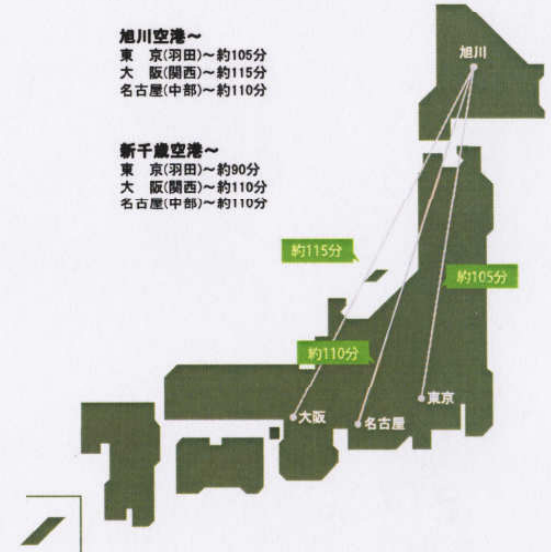 旭川空港～
東　京(羽田)～約105分
大　阪(関西)～約115分
名古屋(中部)～約110分
新千歳空港～
東　京(羽田)～約90分
大　阪(関西)～約110分
名古屋(中部)～約110分
旭川
約115分
約105分
約110分
東京
大阪
名古屋